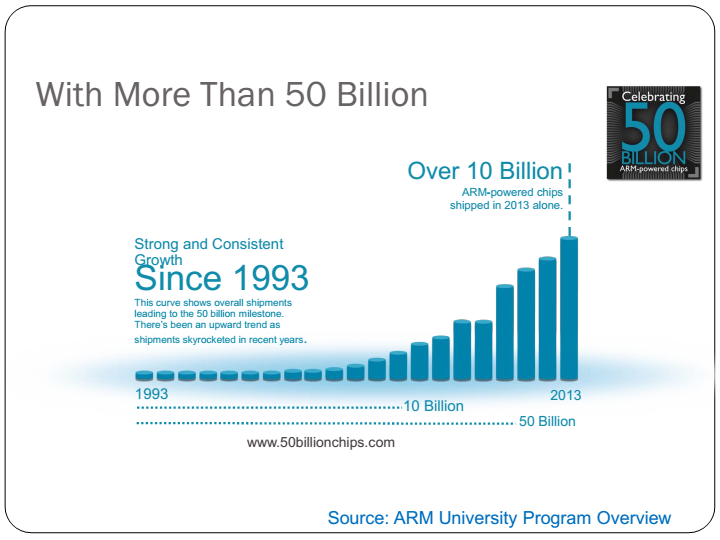 With More Than 50 Billion
Celebrating
50
BILLION
ARM-powered chips
Over 10 Billion
ARM-powered chips
shipped in 2013 alone.
Strong and Consistent
Growth
Since 1993
This curve shows overall shipments
leading to the 50 billion milestone.
There's been an upward trend as
shipments skyrocketed in recent years.
1993
2013
10 Billion
50 Billion
www.50billionchips.com
Source: ARM University Program Overview